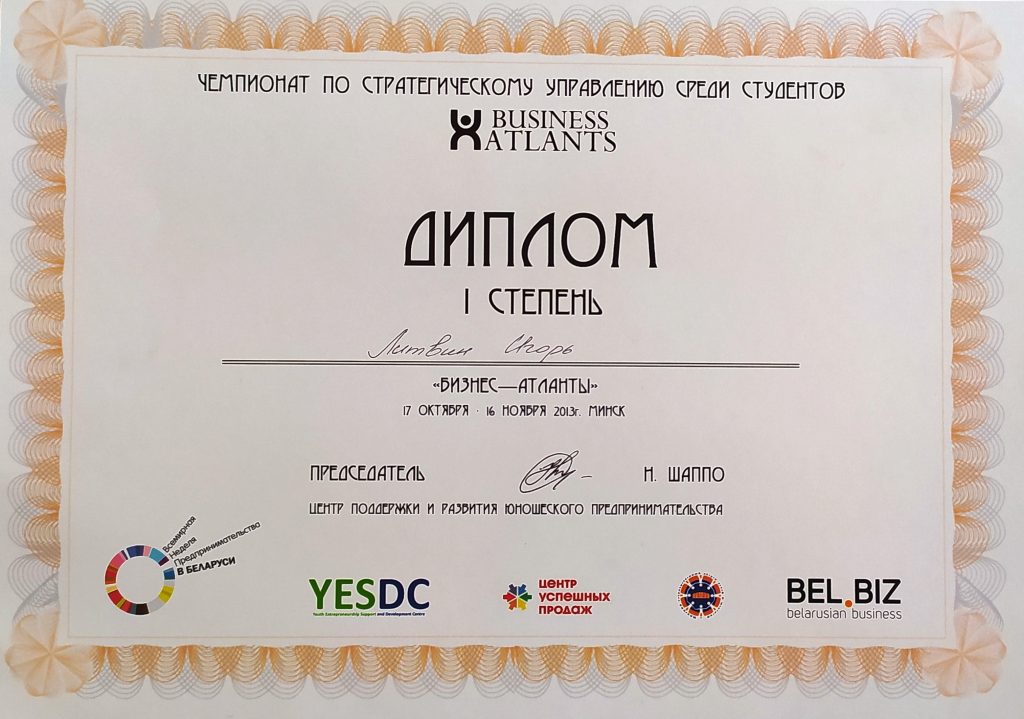 ЧЕМПИОНАТ ПО СТРАТЕГИЧЕСКОМУ УПРАВЛЕНИЮ СРЕДИ СТУДЕНТОВ
BUSINESS
ATLANTS
ДИПЛОМ
I СТЕПЕНЬ
Литвин Игорь
«БИЗНЕС—АТЛАНТЫ»
17 ОКТЯБРЯ - 16 НОЯБРЯ 2013г. МИНСК
ПРЕДСЕДАТЕЛЬ Н. ШАППО
ЦЕНТР ПОДДЕРЖКИ И РАЗВИТИЯ ЮНОШЕСКОГО ПРЕДПРИНИМАТЕЛЬСТВА
Всемирная
Неделя
Предпринимательство
В БЕЛАРУСИ
YESDC
Youth Entrepreneurship Support and Development Centre
ЦЕНТР
УСПЕШНЫХ
ПРОДАЖ
BEL.BIZ
belarusian business